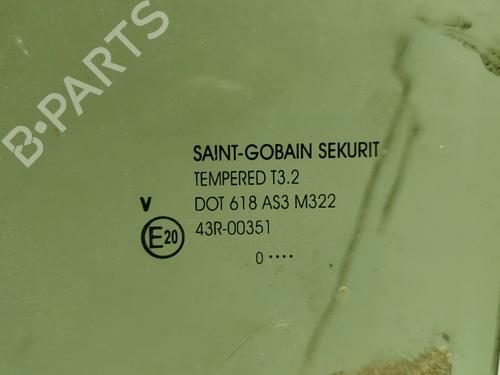 B-PARTS
SAINT-GOBAIN SEKURIT
TEMPERED T3.2
V DOT 618 AS3 M322
E20 43R-00351
0 ••••